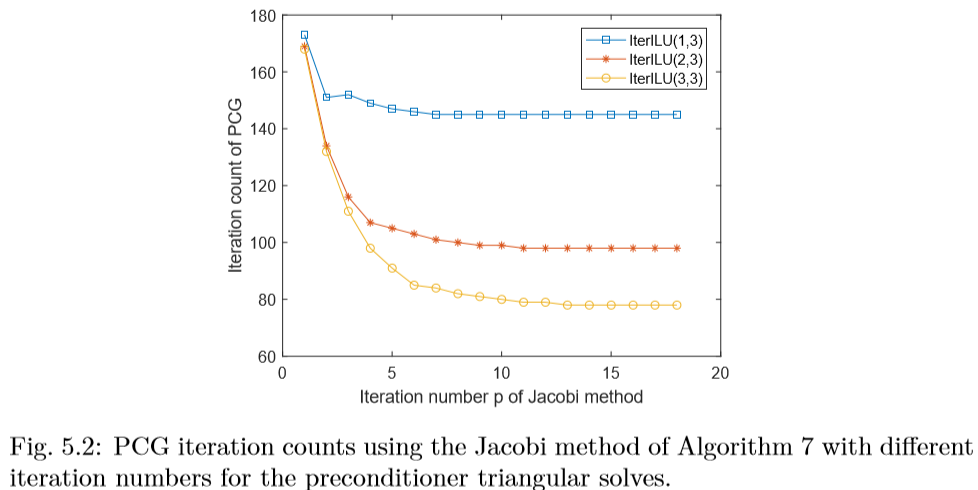 180
160
140
120
100
80
60
Iteration count of PCG
IterILU(1,3)
IterILU(2,3)
IterILU(3,3)
0
5
10
15
20
Iteration number p of Jacobi method
Fig. 5.2: PCG iteration counts using the Jacobi method of Algorithm 7 with different
iteration numbers for the preconditioner triangular solves.